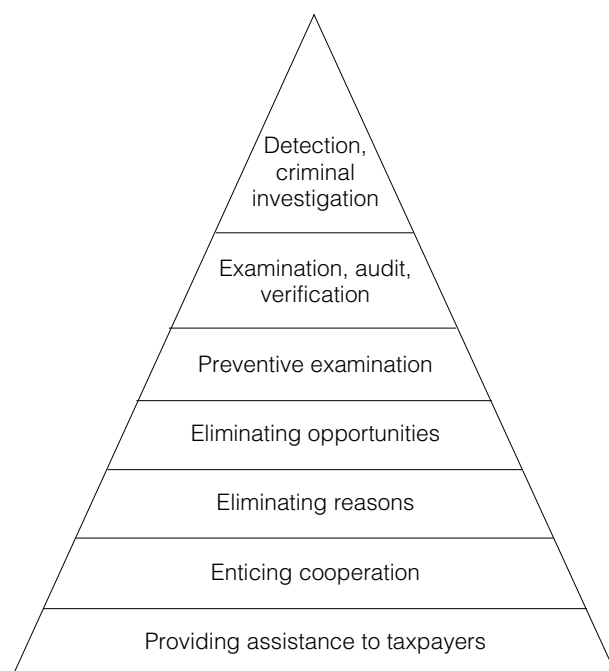 Detection,
criminal
investigation
Examination, audit,
verification
Preventive examination
Eliminating opportunities
Eliminating reasons
Enticing cooperation
Providing assistance to taxpayers